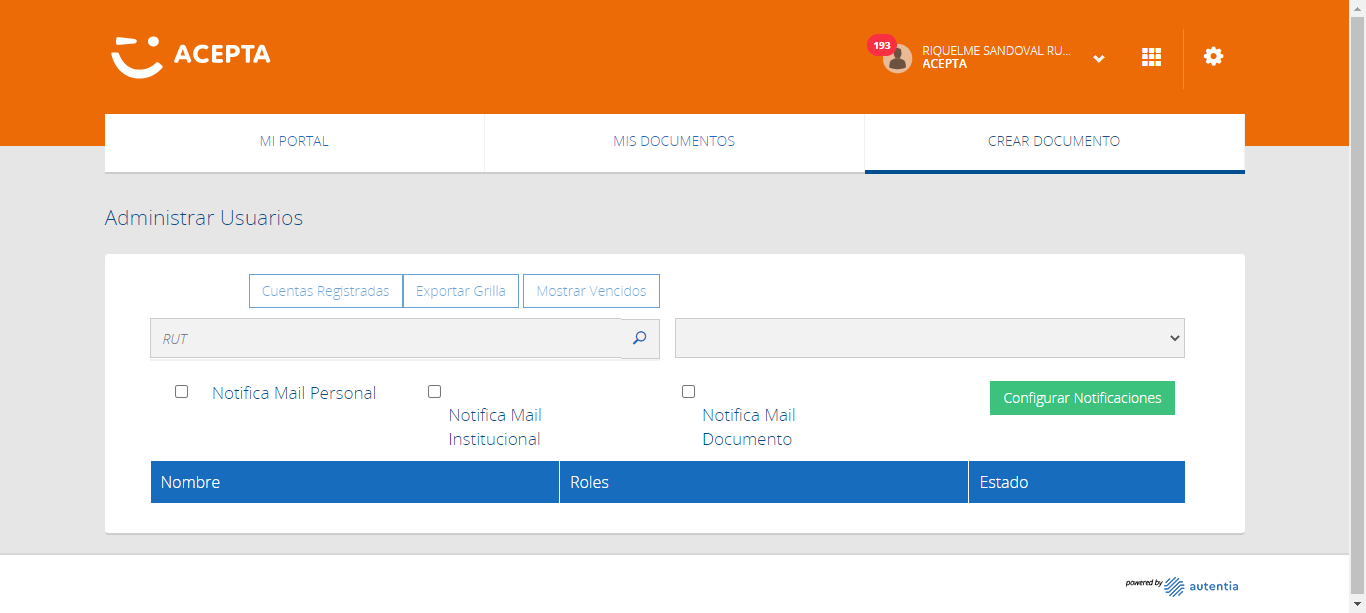 ACEPTA
193
RIQUELME SANDOVAL RU...
ACEPTA
MI PORTAL
MIS DOCUMENTOS
CREAR DOCUMENTO
Administrar Usuarios
Cuentas Registradas
Exportar Grilla
Mostrar Vencidos
RUT
Notifica Mail Personal
Notifica Mail
Institucional
Notifica Mail
Documento
Configurar Notificaciones
Nombre
Roles
Estado
powered by
autentia